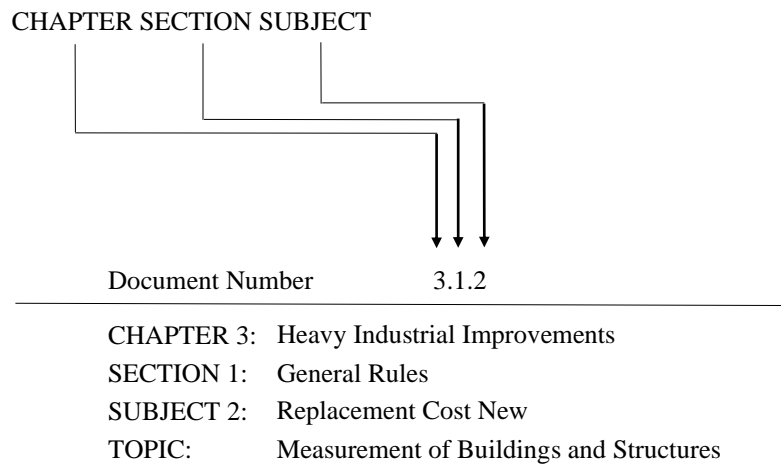 CHAPTER SECTION SUBJECT
Document Number 3.1.2
CHAPTER 3: Heavy Industrial Improvements
SECTION 1: General Rules
SUBJECT 2: Replacement Cost New
TOPIC: Measurement of Buildings and Structures